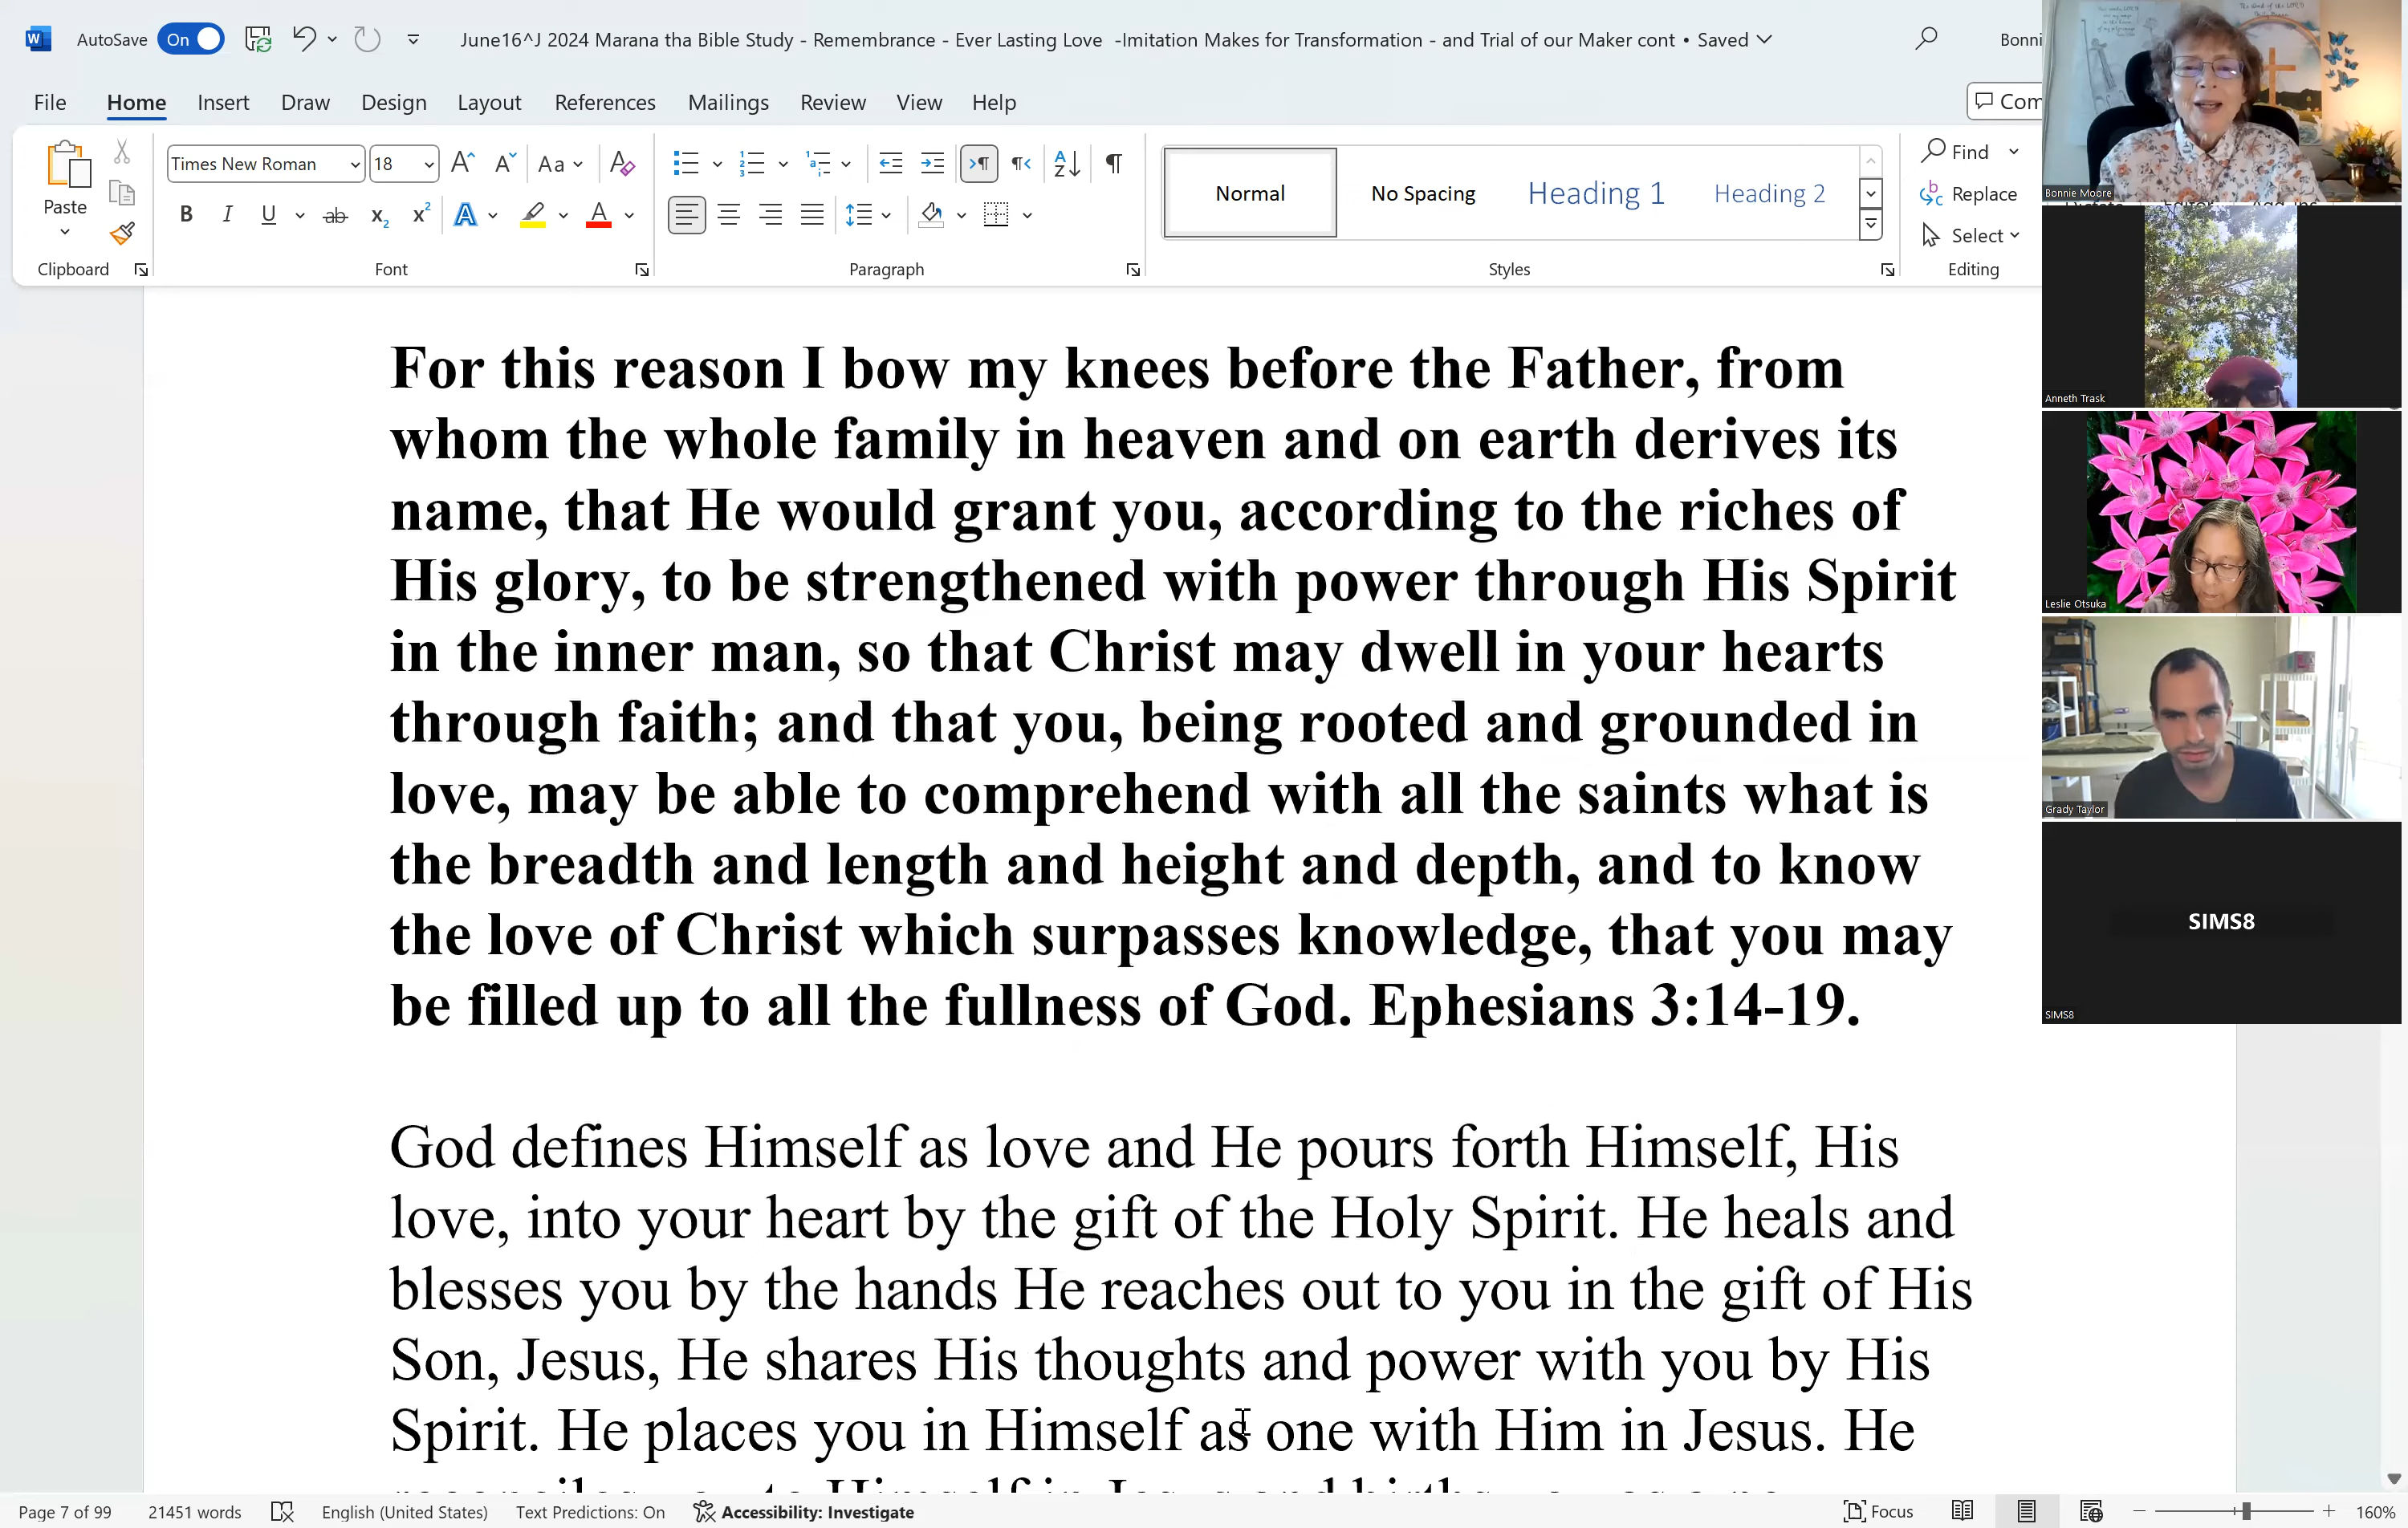 AutoSave On June16^J 2024 Marana tha Bible Study - Remembrance - Ever Lasting Love -Imitation Makes for Transformation - and Trial of our Maker cont • Saved Bonni
File Home Insert Draw Design Layout References Mailings Review View Help Com
Paste
Clipboard
Times New Roman 18
Font
Paragraph
Normal No Spacing Heading 1 Heading 2
Styles
Find
Replace
Select
Editing
For this reason I bow my knees before the Father, from
whom the whole family in heaven and on earth derives its
name, that He would grant you, according to the riches of
His glory, to be strengthened with power through His Spirit
in the inner man, so that Christ may dwell in your hearts
through faith; and that you, being rooted and grounded in
love, may be able to comprehend with all the saints what is
the breadth and length and height and depth, and to know
the love of Christ which surpasses knowledge, that you may
be filled up to all the fullness of God. Ephesians 3:14-19.
God defines Himself as love and He pours forth Himself, His
love, into your heart by the gift of the Holy Spirit. He heals and
blesses you by the hands He reaches out to you in the gift of His
Son, Jesus, He shares His thoughts and power with you by His
Spirit. He places you in Himself as one with Him in Jesus. He
Bonnie Moore
Anneth Trask
Leslie Otsuka
Grady Taylor
SIMS8
SIMS8
Page 7 of 99 21451 words English (United States) Text Predictions: On Accessibility: Investigate Focus 160%